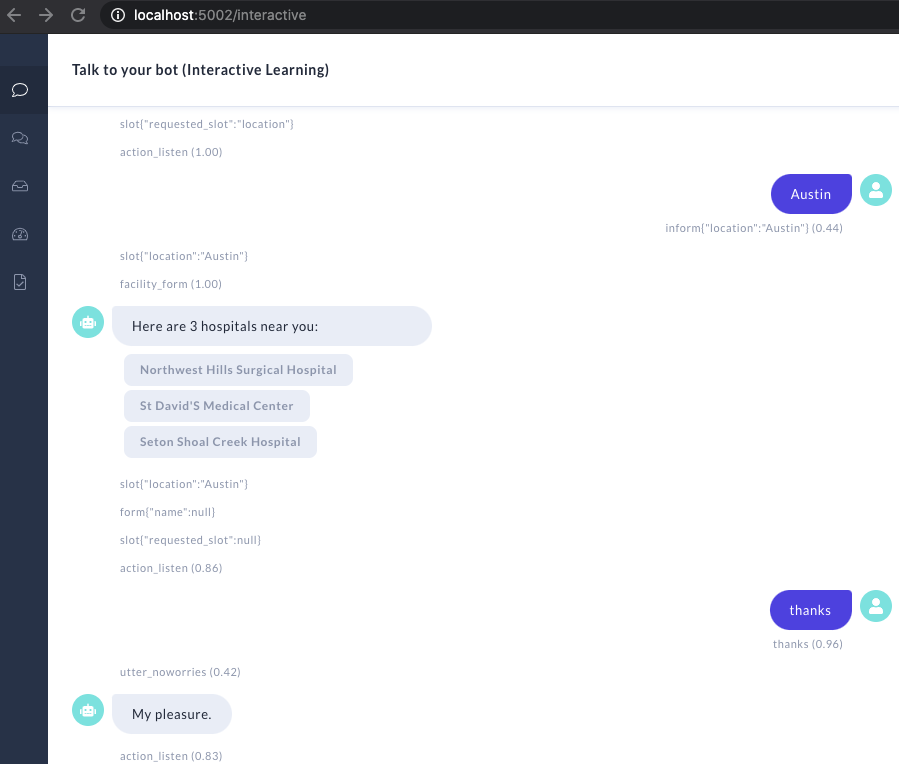 localhost:5002/interactive
Talk to your bot (Interactive Learning)
slot{"requested_slot":"location"}
action_listen (1.00)
Austin
inform{"location":"Austin"} (0.44)
slot{"location":"Austin"}
facility_form (1.00)
Here are 3 hospitals near you:
Northwest Hills Surgical Hospital
St David'S Medical Center
Seton Shoal Creek Hospital
slot{"location":"Austin"}
form{"name":null}
slot{"requested_slot":null}
action_listen (0.86)
thanks
thanks (0.96)
utter_noworries (0.42)
My pleasure.
action_listen (0.83)